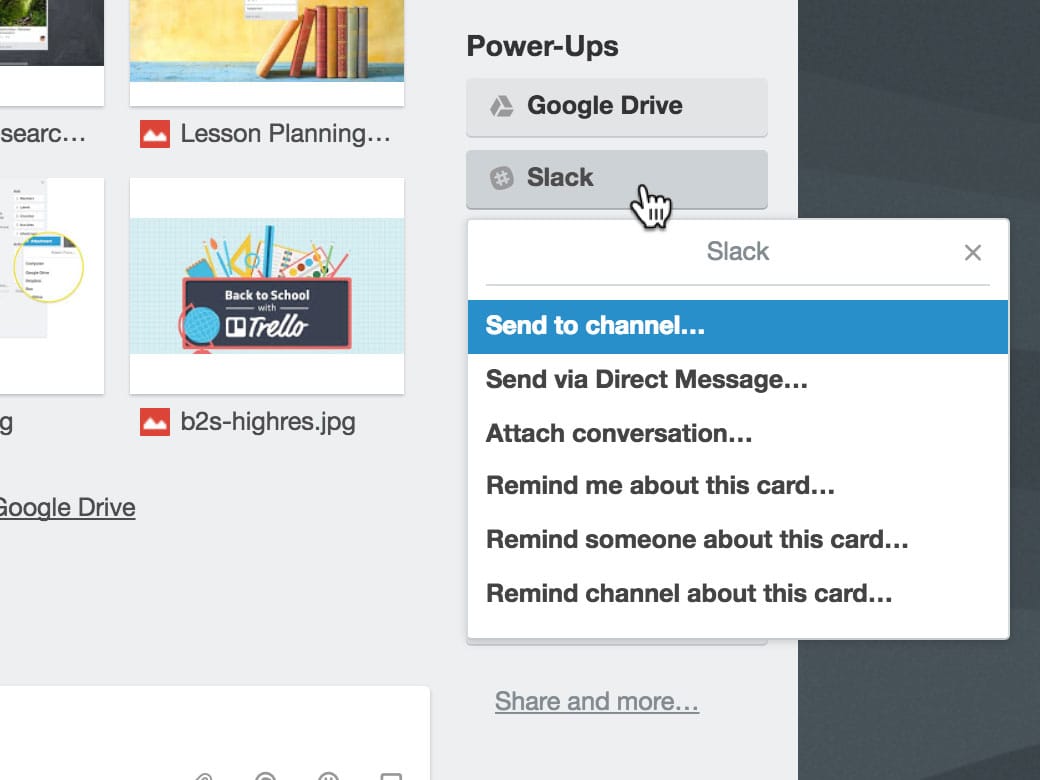 Power-Ups
Google Drive
searc…
Lesson Planning…
Slack
Slack
Back to School
with
Trello
Send to channel…
Send via Direct Message…
g
b2s-highres.jpg
Attach conversation…
Remind me about this card…
Google Drive
Remind someone about this card…
Remind channel about this card…
Share and more…